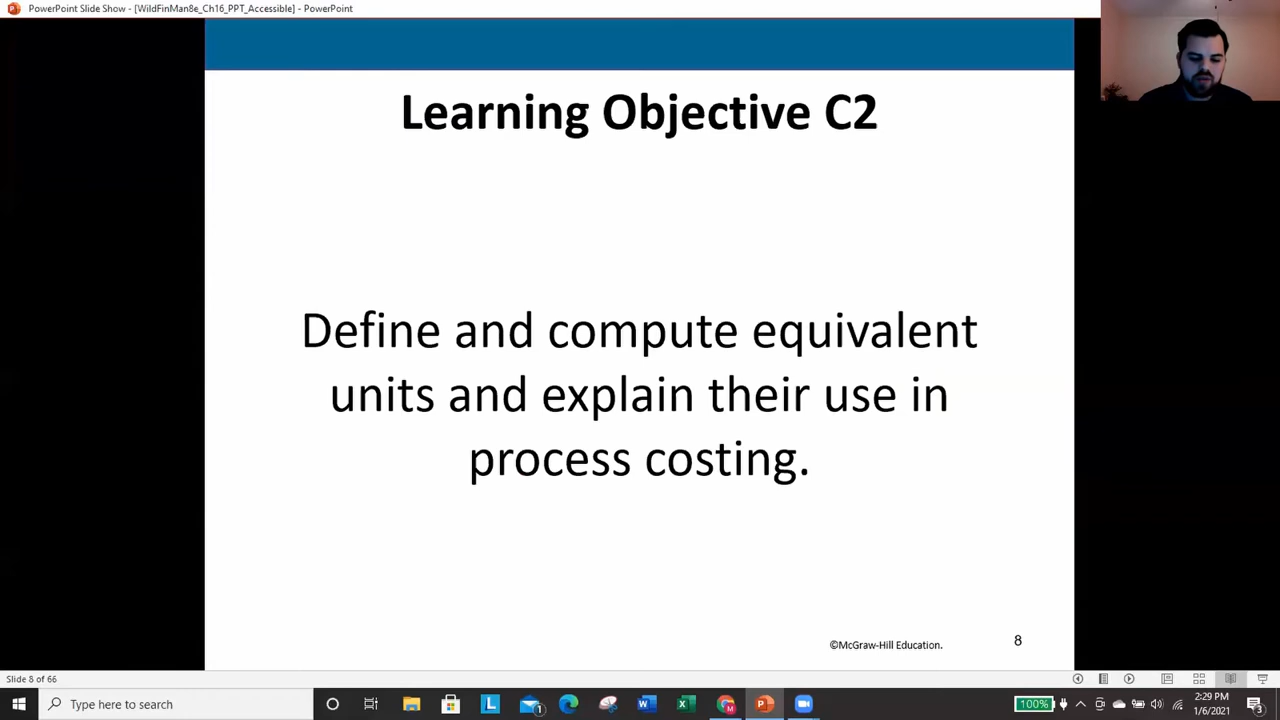 PowerPoint Slide Show - [WildFinMan8e_Ch16_PPT_Accessible] - PowerPoint
Learning Objective C2
Define and compute equivalent
units and explain their use in
process costing.
©McGraw-Hill Education.
8
Slide 8 of 66
Type here to search
100%
2:29 PM
1/6/2021